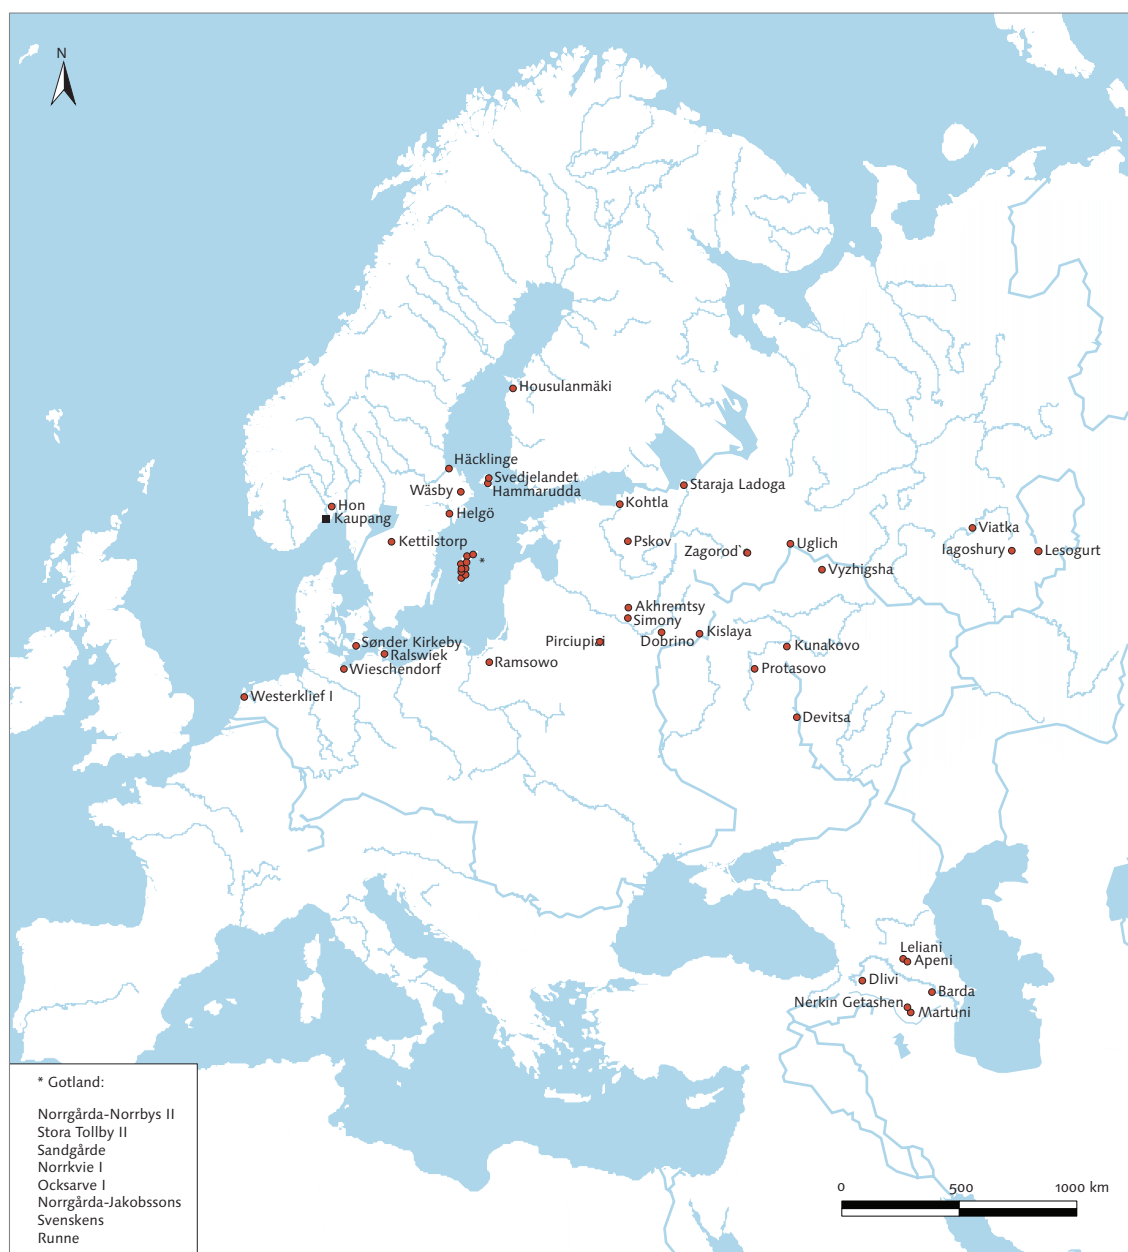 N
Housulanmäki
Häcklinge
Svedjelandet
Wäsby
Hammarudda
Staraja Ladoga
Hon
Kaupang
Helgö
Kohtla
Viatka
Kettilstorp
Pskov
Zagorod`
Uglich
Iagoshury
Lesogurt
*
Vyzhigsha
Akhremtsy
Simony
Kislaya
Sønder Kirkeby
Pirciupiai
Dobrino
Kunakovo
Ralswiek
Ramsowo
Wieschendorf
Protasovo
Westerklief I
Devitsa
Leliani
Apeni
Dlivi
Barda
Nerkin Getashen
Martuni
* Gotland:
Norrgårda-Norrbys II
Stora Tollby II
Sandgårde
Norrkvie I
Ocksarve I
Norrgårda-Jakobssons
Svenskens
Runne
0 500 1000 km